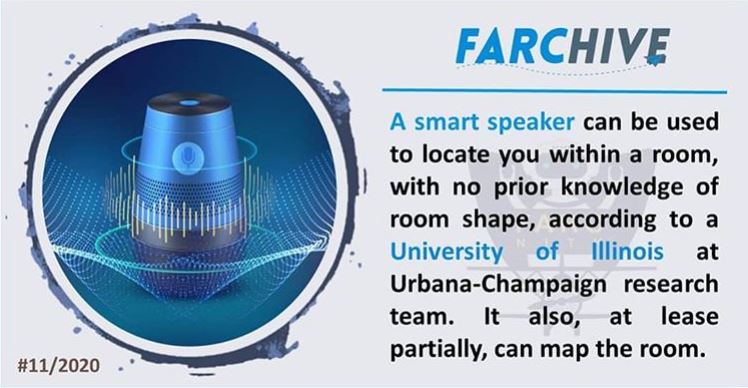 FARCHIVE
A smart speaker can be used
to locate you within a room,
with no prior knowledge of
room shape, according to a
University of Illinois at
Urbana-Champaign research
team. It also, at lease
partially, can map the room.
#11/2020